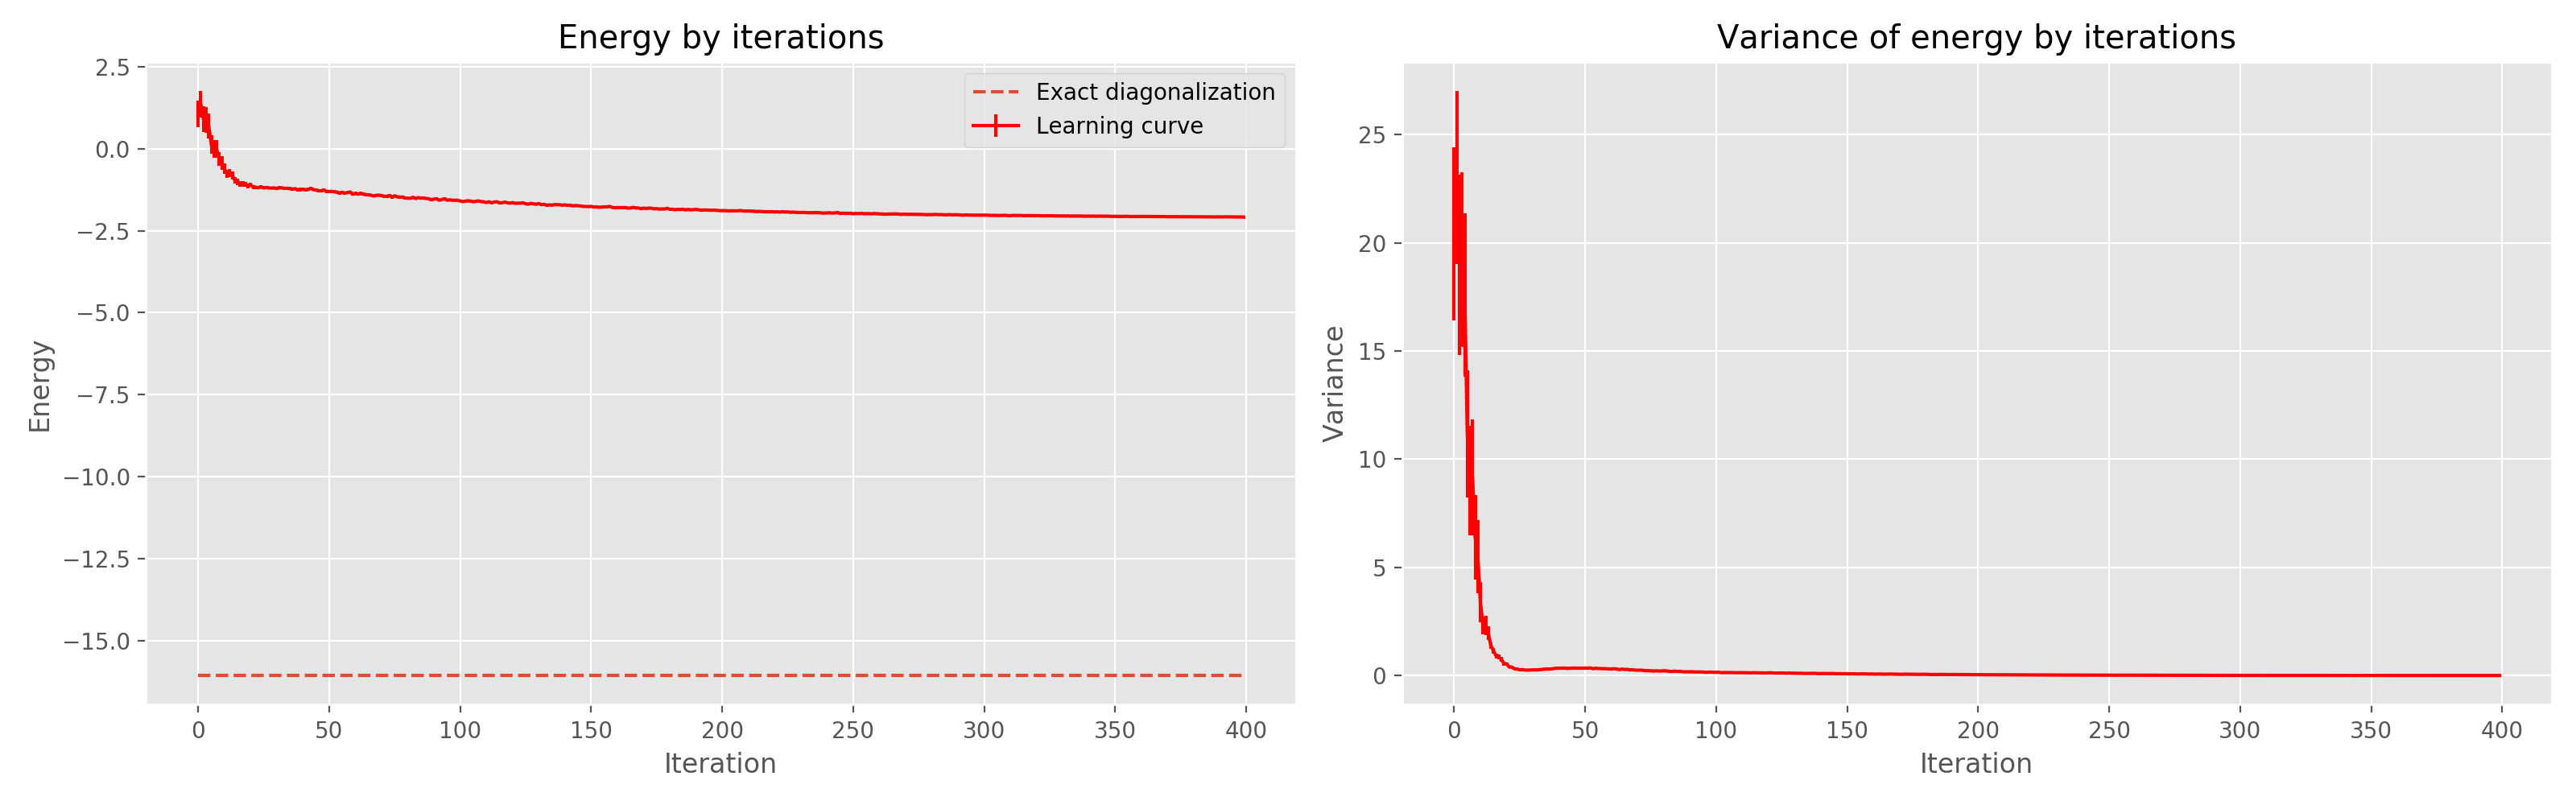 Energy by iterations
2.5
0.0
−2.5
−5.0
−7.5
−10.0
−12.5
−15.0
Energy
Exact diagonalization
Learning curve
0 50 100 150 200 250 300 350 400
Iteration
Variance of energy by iterations
25
20
15
10
5
0
Variance
0 50 100 150 200 250 300 350 400
Iteration